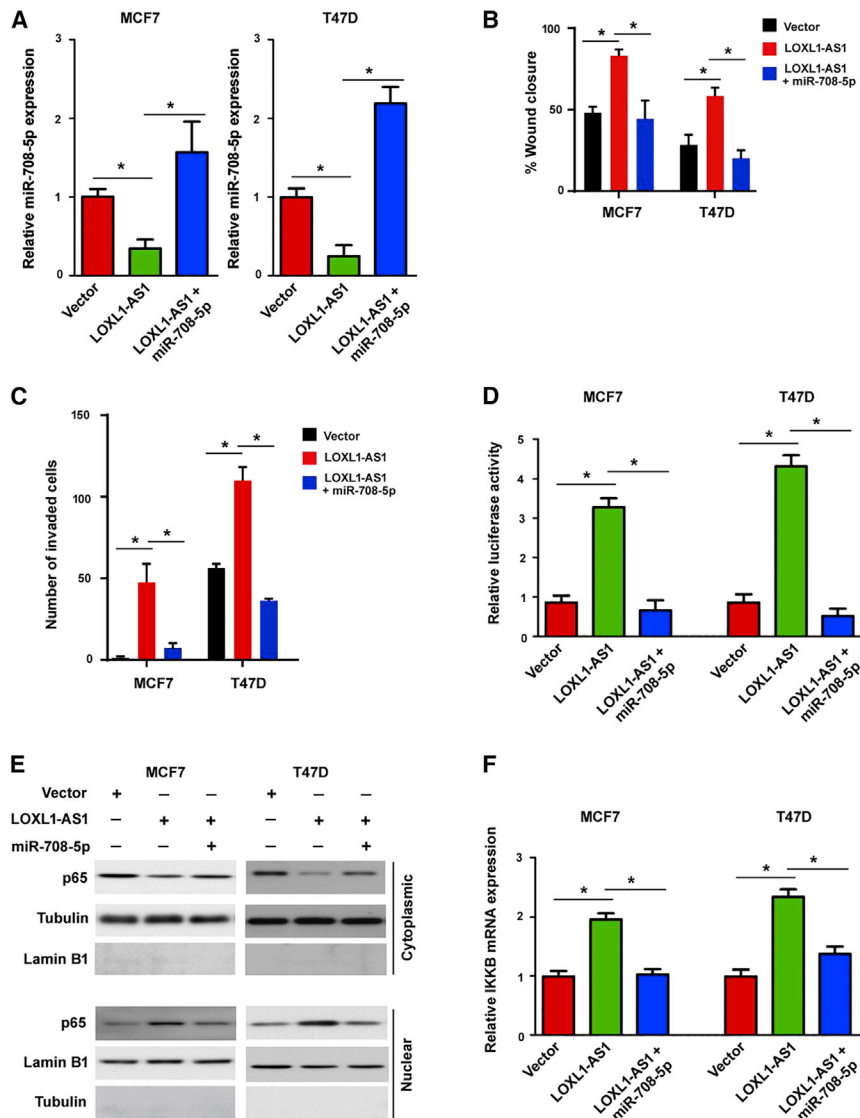 A
MCF7
T47D
Relative miR-708-5p expression
3
2
1
0
Vector
LOXL1-AS1
LOXL1-AS1 +
miR-708-5p
*
*
Relative miR-708-5p expression
3
2
1
0
Vector
LOXL1-AS1
LOXL1-AS1 +
miR-708-5p
*
*
B
% Wound closure
100
50
0
* *
* *
MCF7
T47D
Vector
LOXL1-AS1
LOXL1-AS1
+ miR-708-5p
C
Number of invaded cells
150
100
50
0
* *
* *
MCF7
T47D
Vector
LOXL1-AS1
LOXL1-AS1
+ miR-708-5p
D
MCF7
T47D
Relative luciferase activity
5
4
3
2
1
0
* *
* *
Vector
LOXL1-AS1
LOXL1-AS1 +
miR-708-5p
Vector
LOXL1-AS1
LOXL1-AS1 +
miR-708-5p
E
MCF7
T47D
Vector + – – + – –
LOXL1-AS1 – + + – + +
miR-708-5p – – + – – +
p65
Tubulin
Lamin B1
Cytoplasmic
p65
Lamin B1
Tubulin
Nuclear
F
MCF7
T47D
Relative IKKB mRNA expression
3
2
1
0
* *
* *
Vector
LOXL1-AS1
LOXL1-AS1 +
miR-708-5p
Vector
LOXL1-AS1
LOXL1-AS1 +
miR-708-5p